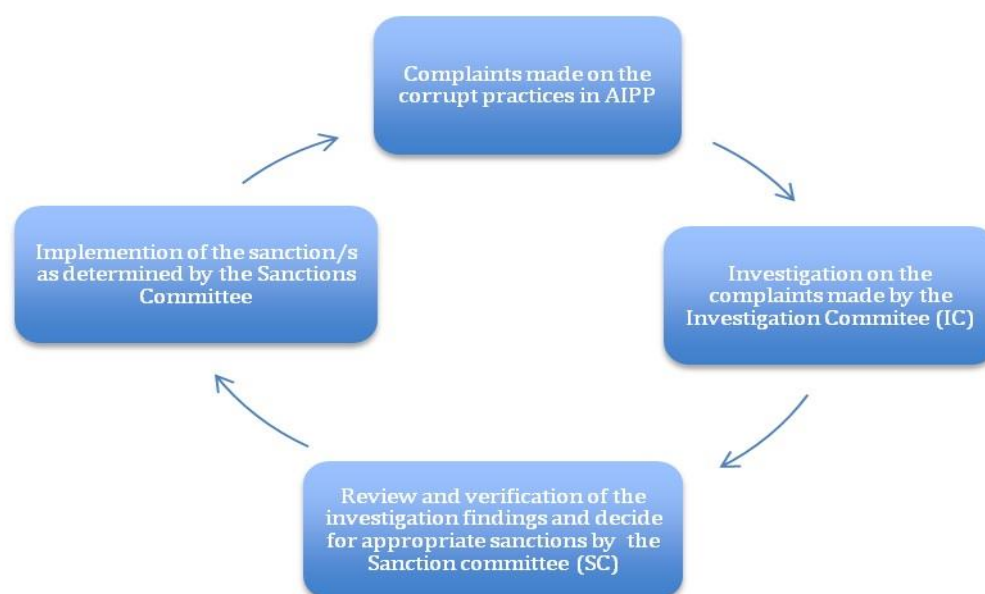 Complaints made on the
corrupt practices in AIPP
Investigation on the
complaints made by the
Investigation Commitee (IC)
Review and verification of the
investigation findings and decide
for appropriate sanctions by the
Sanction committee (SC)
Implemention of the sanction/s
as determined by the Sanctions
Committee